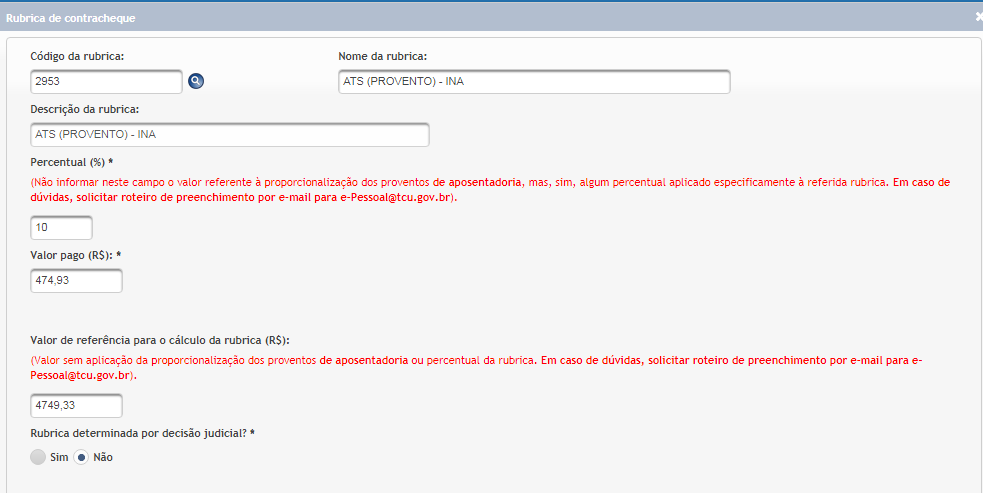 Rubrica de contracheque
Código da rubrica: Nome da rubrica:
2953 ATS (PROVENTO) - INA
Descrição da rubrica:
ATS (PROVENTO) - INA
Percentual (%) *
(Não informar neste campo o valor referente à proporcionalização dos proventos de aposentadoria, mas, sim, algum percentual aplicado especificamente à referida rubrica. Em caso de
dúvidas, solicitar roteiro de preenchimento por e-mail para e-Pessoal@tcu.gov.br).
10
Valor pago (R$): *
474,93
Valor de referência para o cálculo da rubrica (R$):
(Valor sem aplicação da proporcionalização dos proventos de aposentadoria ou percentual da rubrica. Em caso de dúvidas, solicitar roteiro de preenchimento por e-mail para e-
Pessoal@tcu.gov.br).
4749,33
Rubrica determinada por decisão judicial? *
Sim Não